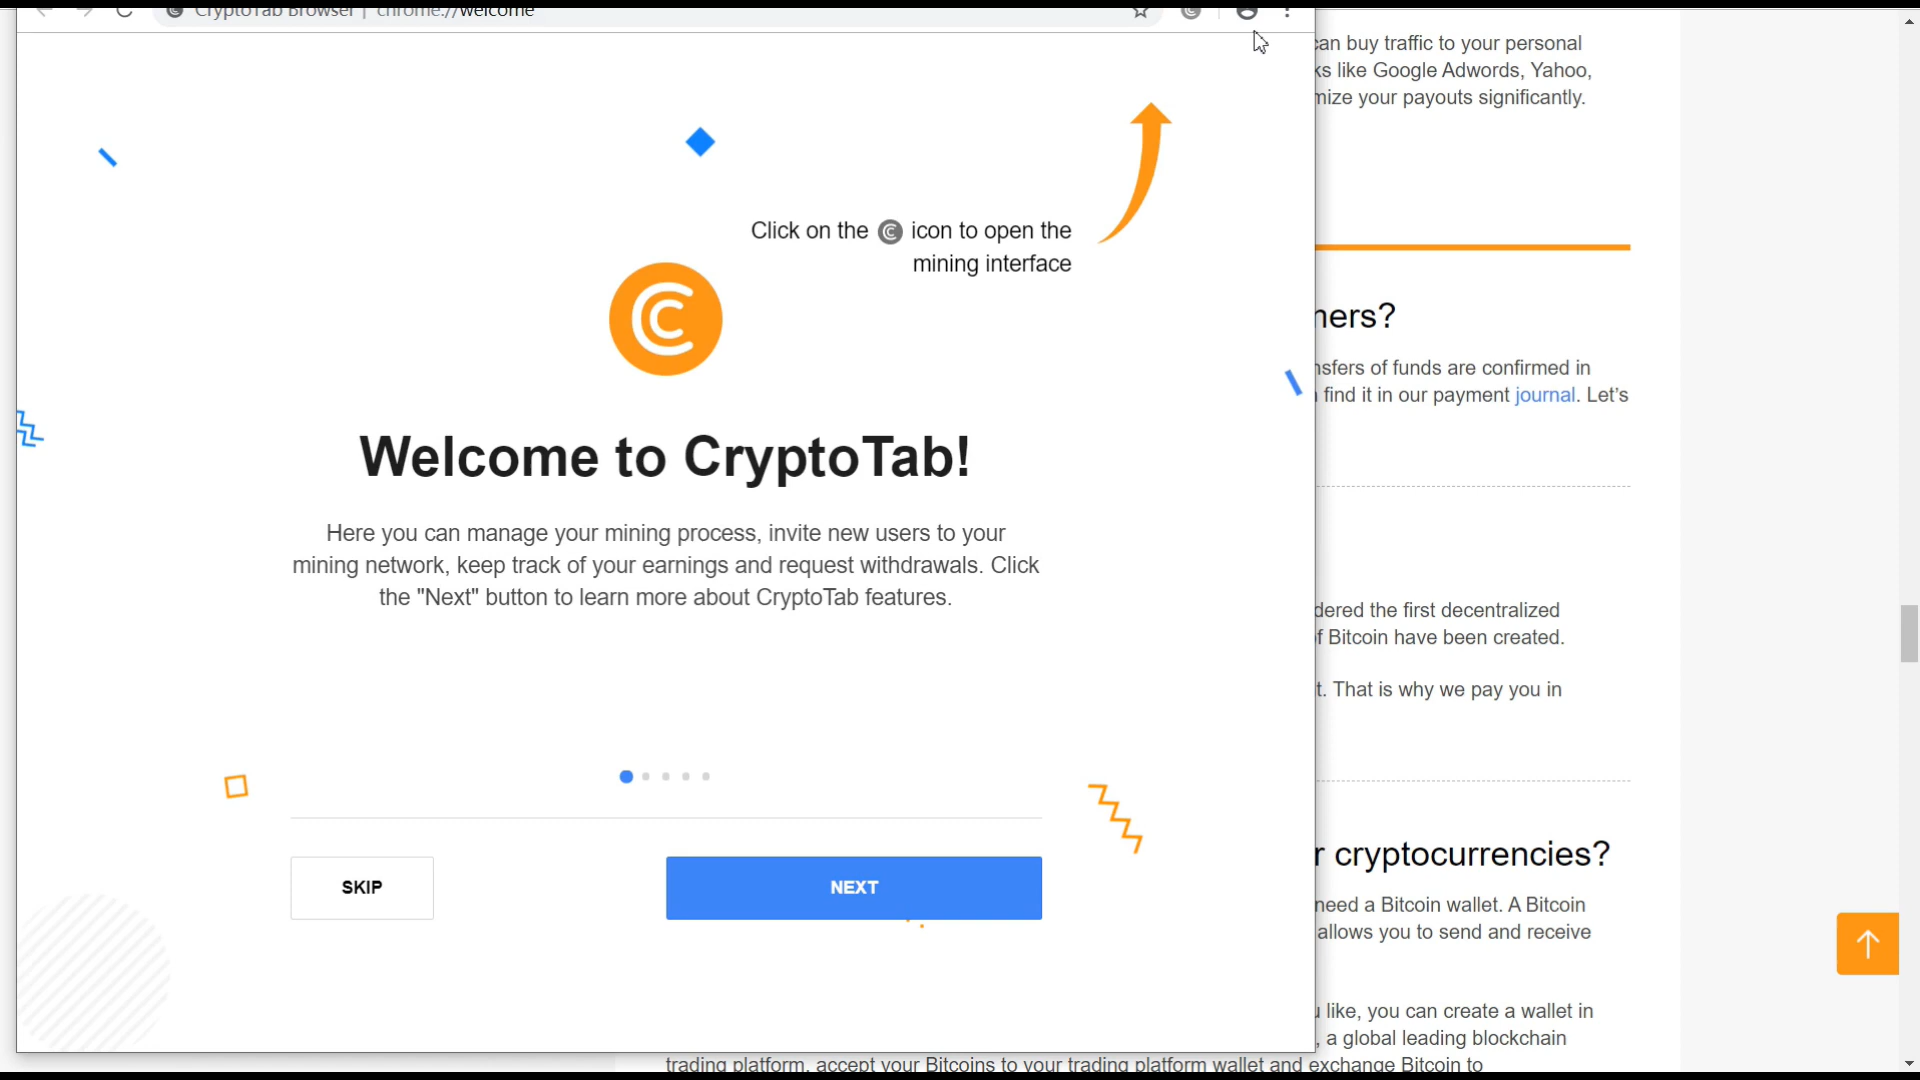 CryptoTab Browser | chrome://welcome
can buy traffic to your personal
like Google Adwords, Yahoo,
your payouts significantly.
Click on the icon to open the
mining interface
Welcome to CryptoTab!
Here you can manage your mining process, invite new users to your
mining network, keep track of your earnings and request withdrawals. Click
the "Next" button to learn more about CryptoTab features.
SKIP
NEXT
of funds are confirmed in
find it in our payment journal. Let's
the first decentralized
Bitcoin have been created.
That is why we pay you in
cryptocurrencies?
need a Bitcoin wallet. A Bitcoin
allows you to send and receive
like, you can create a wallet in
, a global leading blockchain
trading platform, accept your Bitcoins to your trading platform wallet and exchange Bitcoin to